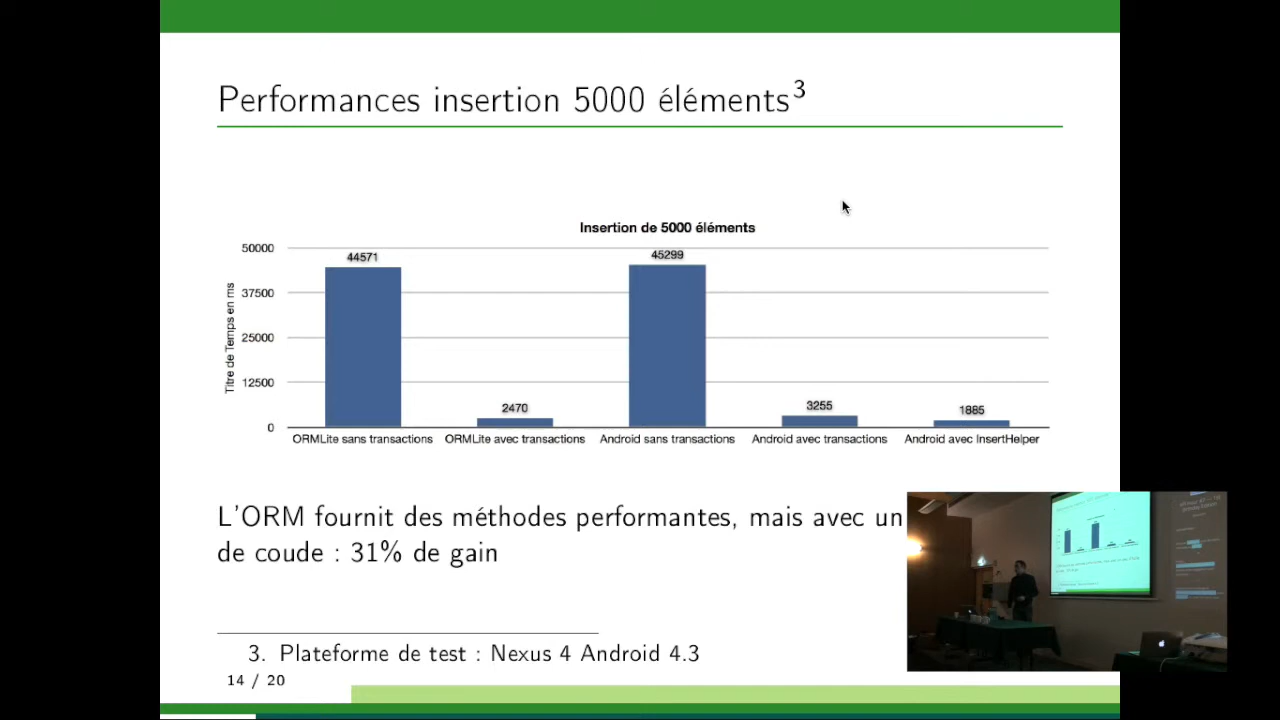 Performances insertion 5000 éléments³
Insertion de 5000 éléments
Titre de Temps en ms
50000
37500
25000
12500
0
44571
2470
45299
3255
1885
ORMLite sans transactions
ORMLite avec transactions
Android sans transactions
Android avec transactions
Android avec InsertHelper
L'ORM fournit des méthodes performantes, mais avec un
de coude : 31% de gain
3. Plateforme de test : Nexus 4 Android 4.3
14 / 20